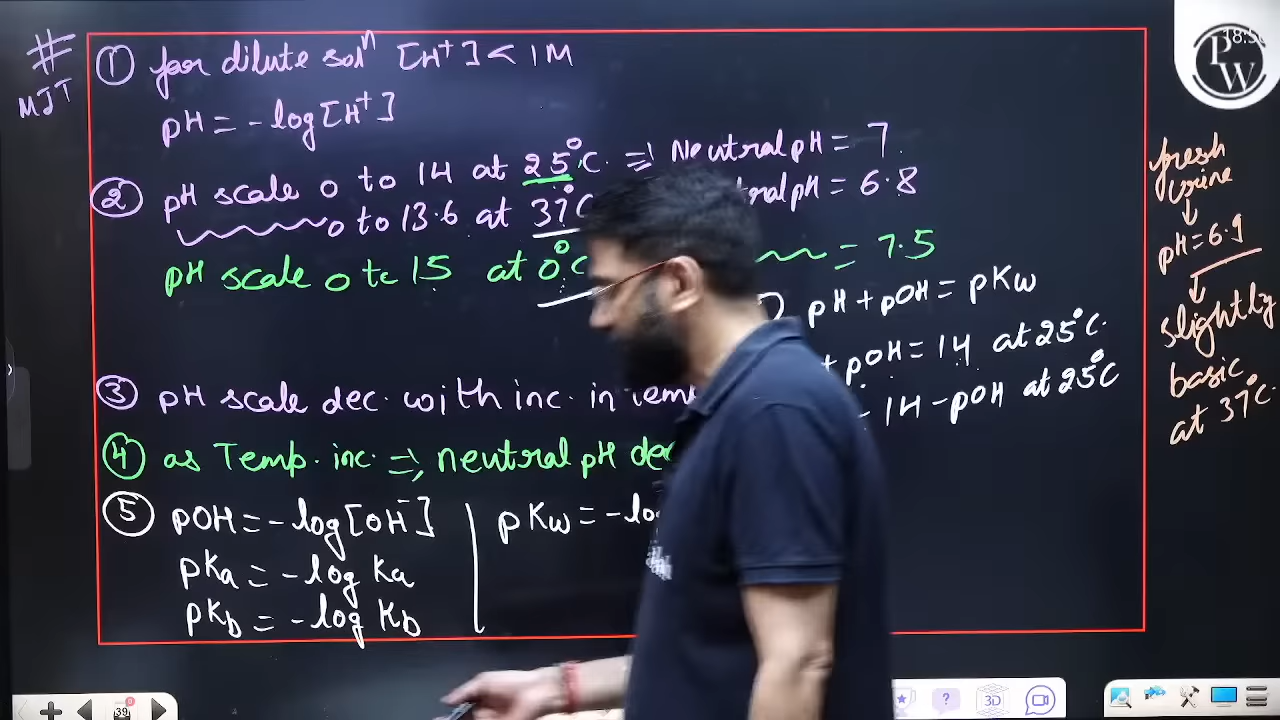 #
MJT
① for dilute solⁿ [H⁺] < 1M
pH = -log[H⁺]
② pH scale 0 to 14 at 25°C ⇒ Neutral pH = 7
0 to 13.6 at 37°C pH = 6.8
pH scale 0 to 15 at 0°C = 7.5
pH + pOH = pKw
+ pOH = 14 at 25°C
- 14 - pOH at 25°C
③ pH scale dec. with inc. in
④ as Temp. inc. ⇒ neutral pH
⑤ pOH = -log[OH⁻]
pKa = -log Ka
pKb = -log Kb
pKw = -
fresh
urine
↓
pH = 6.9
↓
slightly
basic
at 37°C
PW
39
3D